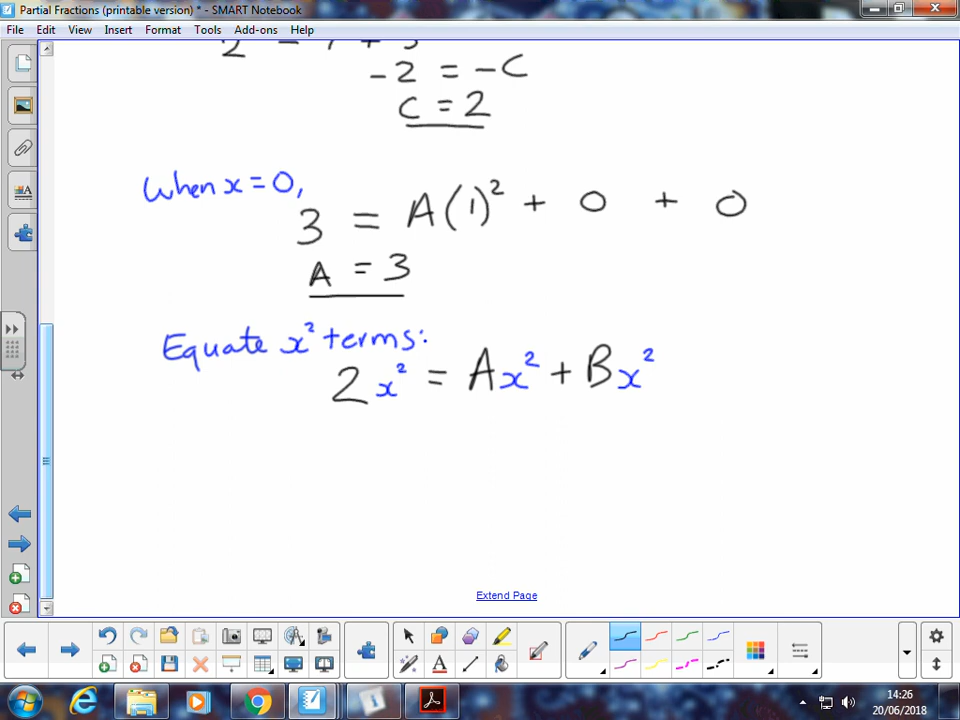 Partial Fractions (printable version) * - SMART Notebook
File Edit View Insert Format Tools Add-ons Help
-2 = -C
C = 2
When x = 0,
3 = A(1)² + 0 + 0
A = 3
Equate x² terms:
2x² = Ax² + Bx²
Extend Page
14:26
20/06/2018